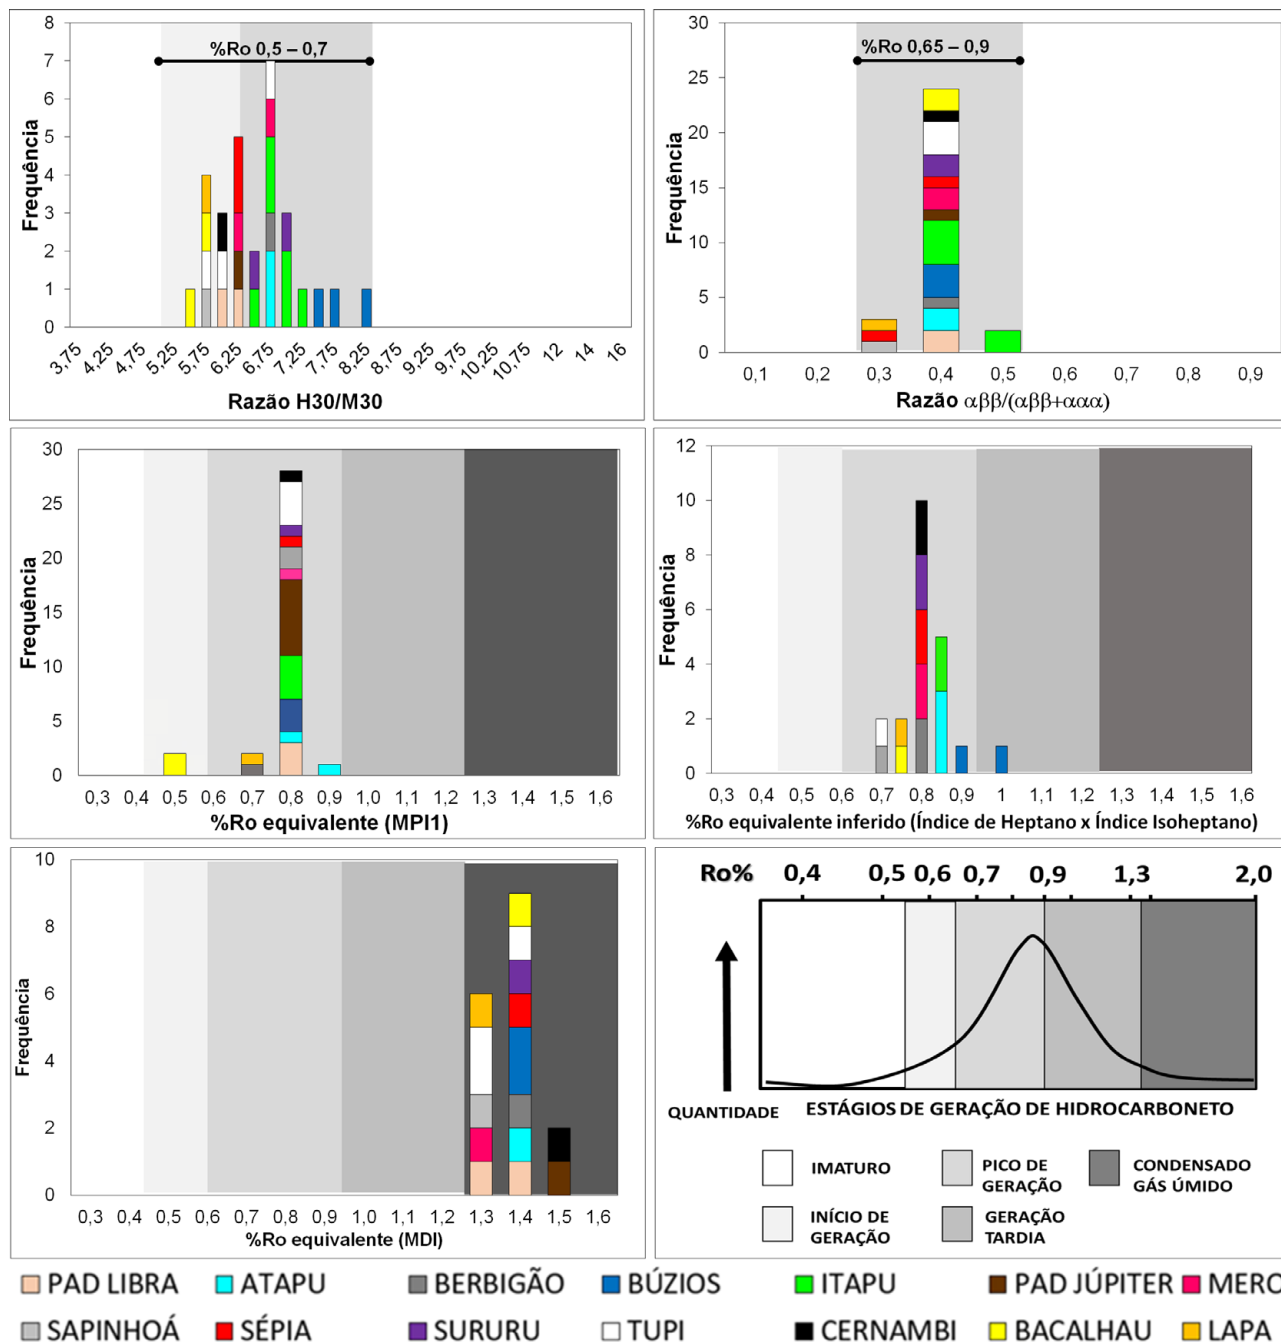 8
7
6
5
4
3
2
1
0
Frequência
%Ro 0,5 – 0,7
3,75 4,25 4,75 5,25 5,75 6,25 6,75 7,25 7,75 8,25 8,75 9,25 9,75 10,25 10,75 12 14 16
Razão H30/M30
30
25
20
15
10
5
0
Frequência
%Ro 0,65 – 0,9
0,1 0,2 0,3 0,4 0,5 0,6 0,7 0,8 0,9
Razão αββ/(αββ+ααα)
30
25
20
15
10
5
0
Frequência
0,3 0,4 0,5 0,6 0,7 0,8 0,9 1,0 1,1 1,2 1,3 1,4 1,5 1,6
%Ro equivalente (MPI1)
12
10
8
6
4
2
0
Frequência
0,3 0,4 0,5 0,6 0,7 0,8 0,9 1 1,1 1,2 1,3 1,4 1,5 1,6
%Ro equivalente inferido (Índice de Heptano x Índice Isoheptano)
10
8
6
4
2
0
Frequência
0,3 0,4 0,5 0,6 0,7 0,8 0,9 1,0 1,1 1,2 1,3 1,4 1,5 1,6
%Ro equivalente (MDI)
Ro% 0,4 0,5 0,6 0,7 0,9 1,3 2,0
QUANTIDADE
ESTÁGIOS DE GERAÇÃO DE HIDROCARBONETO
IMATURO
PICO DE
GERAÇÃO
CONDENSADO
GÁS ÚMIDO
INÍCIO DE
GERAÇÃO
GERAÇÃO
TARDIA
PAD LIBRA ATAPU BERBIGÃO BÚZIOS ITAPU PAD JÚPITER MERO
SAPINHOÁ SÉPIA SURURU TUPI CERNAMBI BACALHAU LAPA